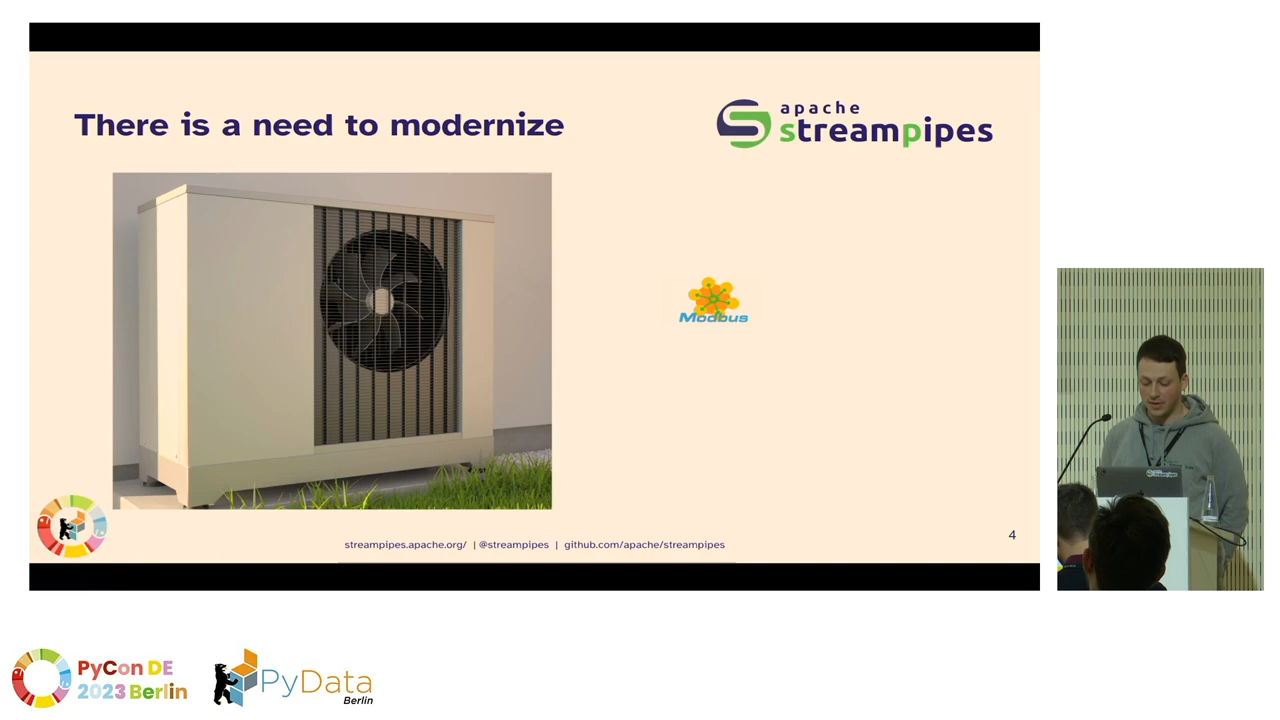 There is a need to modernize
apache
streampipes
Modbus
streampipes.apache.org/ | @streampipes | github.com/apache/streampipes
4
PyCon DE
2023 Berlin
PyData
Berlin